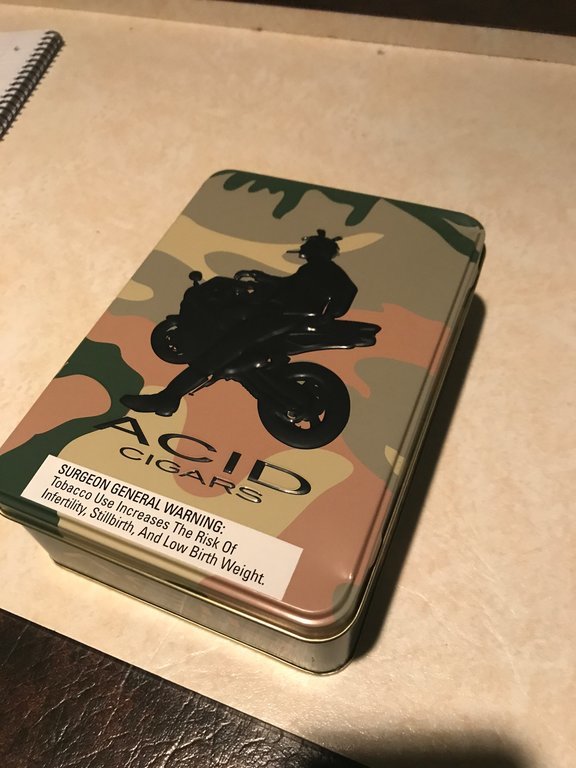 ACID
CIGARS
SURGEON GENERAL WARNING:
Tobacco Use Increases The Risk Of
Infertility, Stillbirth, And Low Birth Weight.